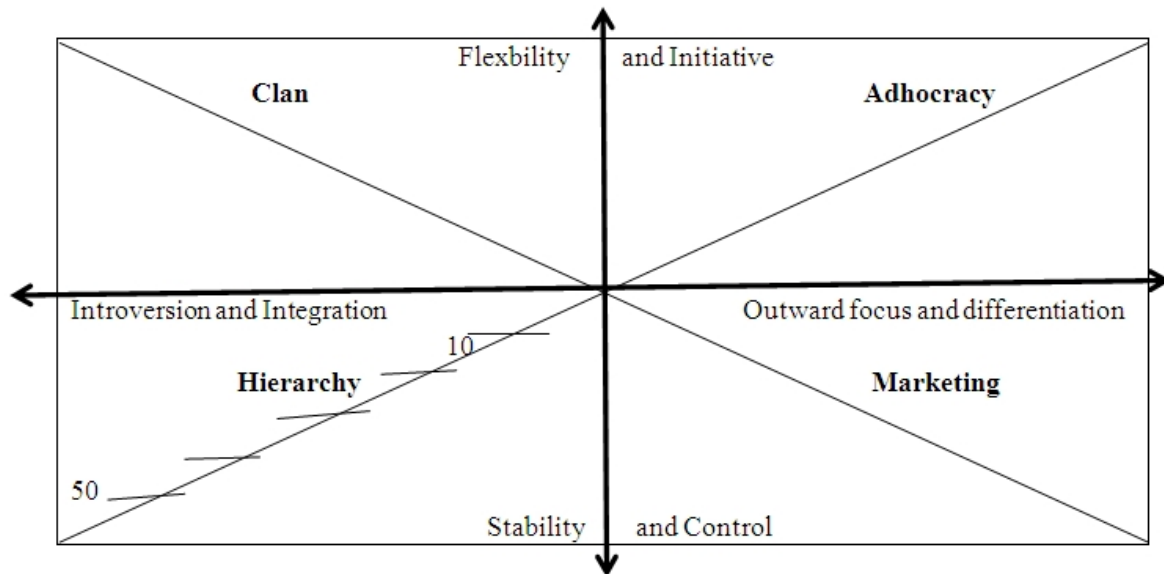 Flexbility and Initiative
Clan
Adhocracy
Introversion and Integration
Outward focus and differentiation
10
Hierarchy
Marketing
50
Stability and Control